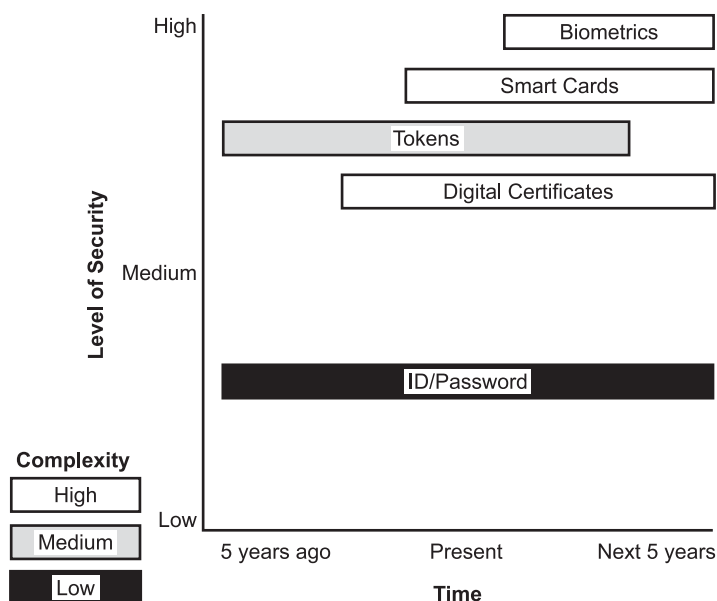 High
Biometrics
Smart Cards
Tokens
Digital Certificates
Level of Security
Medium
ID/Password
Complexity
High
Medium
Low
Low
5 years ago Present Next 5 years
Time